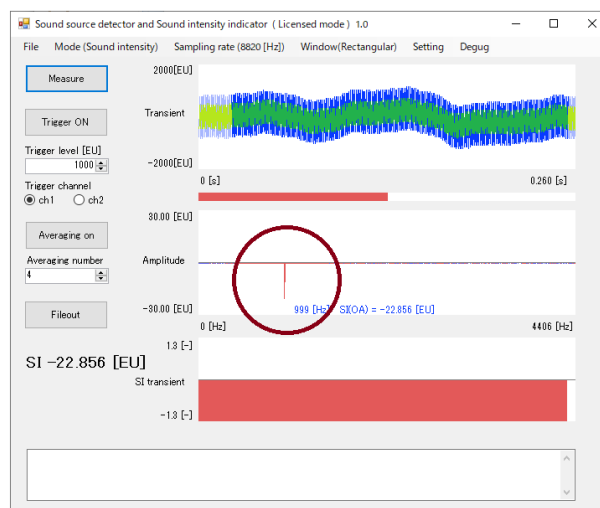 Sound source detector and Sound intensity indicator ( Licensed mode ) 1.0
File Mode (Sound intensity) Sampling rate (8820 [Hz]) Window(Rectangular) Setting Degug
Measure
Trigger ON
Trigger level [EU]
1000
Trigger channel
ch1 ch2
Averaging on
Averaging number
4
Fileout
SI -22.856 [EU]
2000[EU]
Transient
-2000[EU]
0 [s] 0.260 [s]
30.00 [EU]
Amplitude
-30.00 [EU]
999 [Hz] SI(OA) = -22.856 [EU]
0 [Hz] 4406 [Hz]
1.3 [-]
SI transient
-1.3 [-]